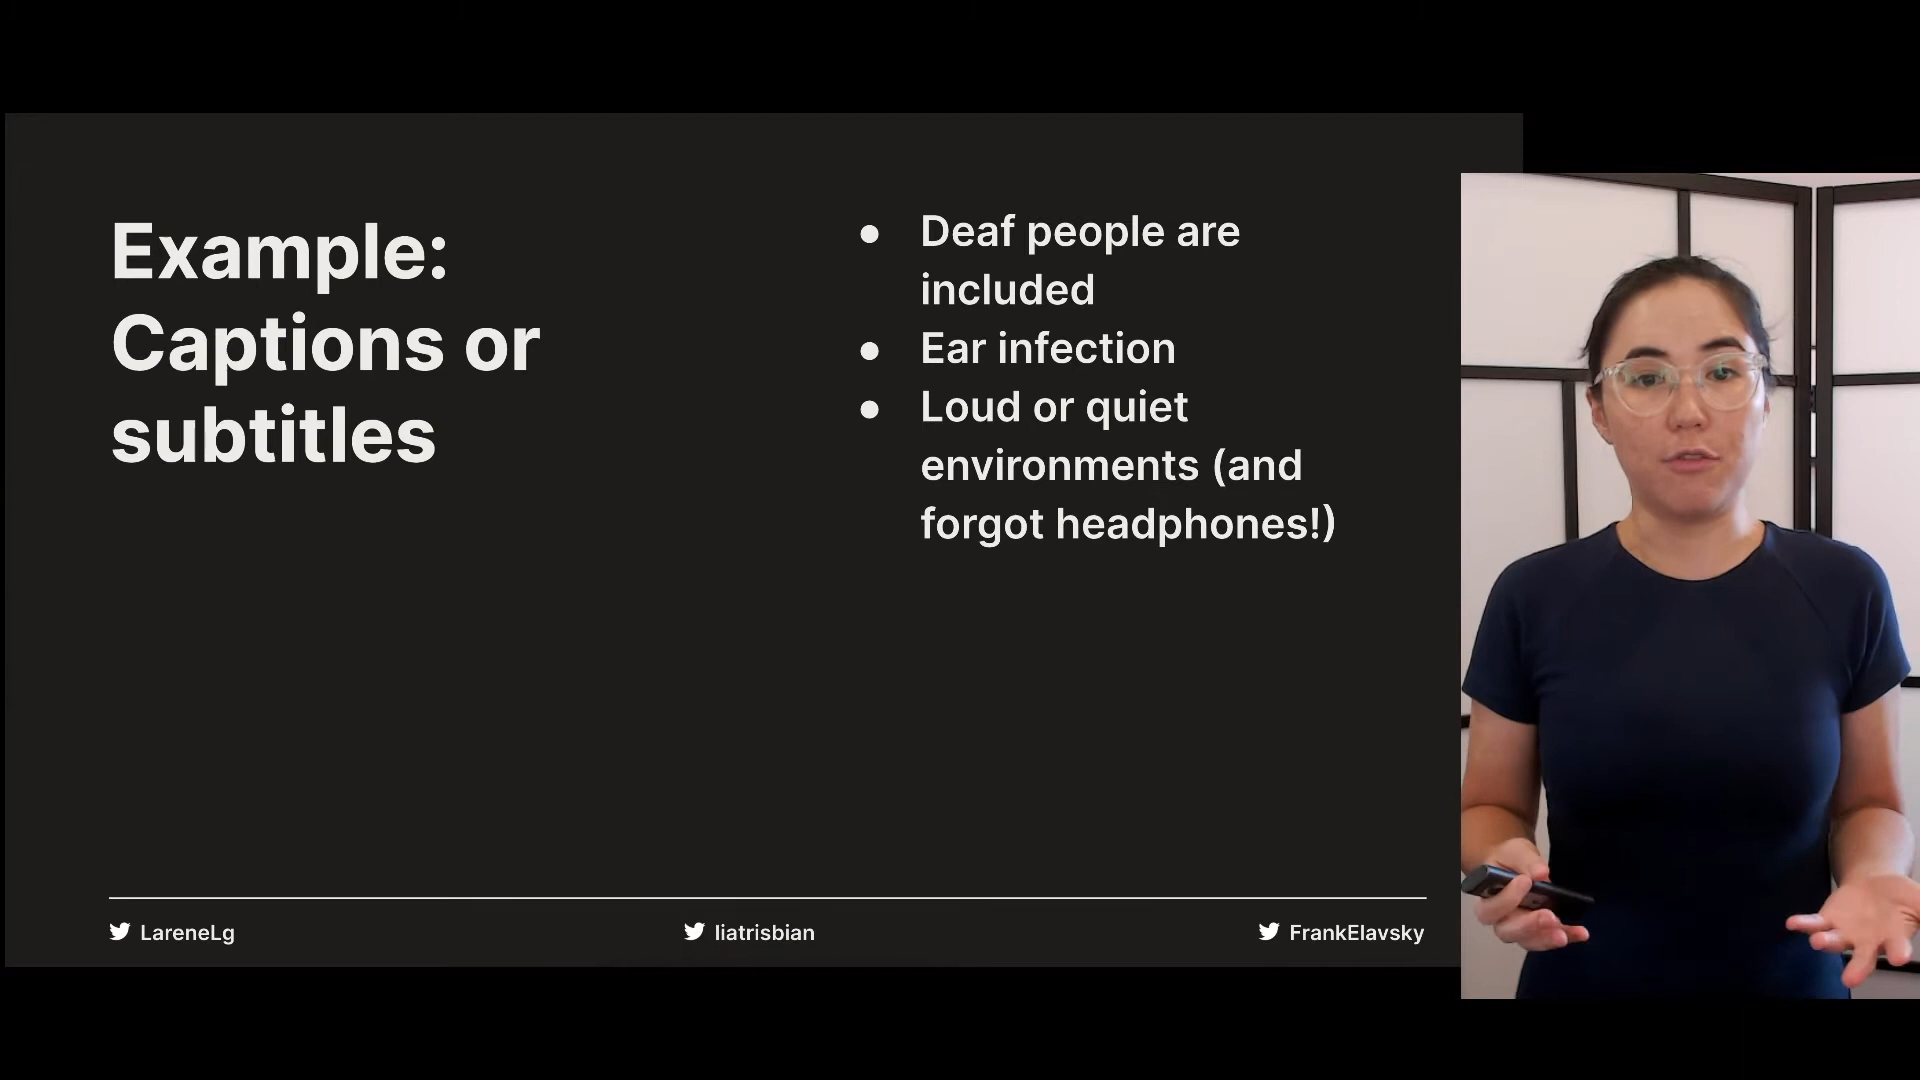 Example:
Captions or
subtitles
● Deaf people are
included
● Ear infection
● Loud or quiet
environments (and
forgot headphones!)
LareneLg
liatrisbian
FrankElavsky